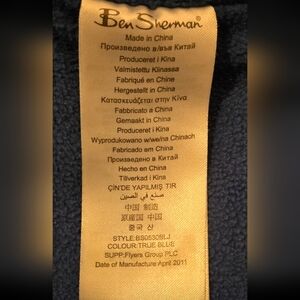 Ben Sherman
Made in China
Произведено в/във Китай
Produceret i Kina
Valmistettu Kiinassa
Fabriqué en Chine
Hergestellt in China
Κατασκευάζεται στην Κίνα
Fabbricato a China
Gemaakt in China
Produceret i Kina
Wyprodukowano w/we/na Chinach
Fabricado em China
Произведено в Китай
Hecho en China
Tillverkad i Kina
ÇİN'DE YAPILMIŞ TIR
صنع في الصين
中国 制造
原産国 中国
중국 산
COLOUR:TRUE BLUE
SUPP:Flyers Group PLC
Date of Manufacture April 2011